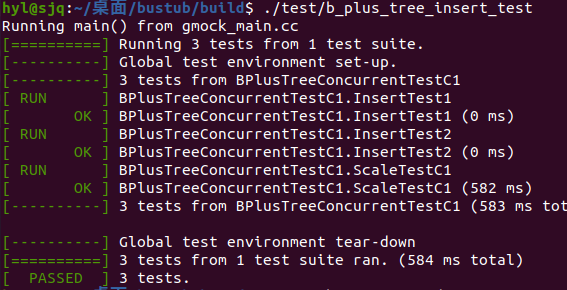 hyl@sjq:~/桌面/bustub/build$ ./test/b_plus_tree_insert_test
Running main() from gmock_main.cc
[==========] Running 3 tests from 1 test suite.
[----------] Global test environment set-up.
[----------] 3 tests from BPlusTreeConcurrentTestC1
[ RUN      ] BPlusTreeConcurrentTestC1.InsertTest1
[       OK ] BPlusTreeConcurrentTestC1.InsertTest1 (0 ms)
[ RUN      ] BPlusTreeConcurrentTestC1.InsertTest2
[       OK ] BPlusTreeConcurrentTestC1.InsertTest2 (0 ms)
[ RUN      ] BPlusTreeConcurrentTestC1.ScaleTestC1
[       OK ] BPlusTreeConcurrentTestC1.ScaleTestC1 (582 ms)
[----------] 3 tests from BPlusTreeConcurrentTestC1 (583 ms tot
[----------] Global test environment tear-down
[==========] 3 tests from 1 test suite ran. (584 ms total)
[  PASSED  ] 3 tests.